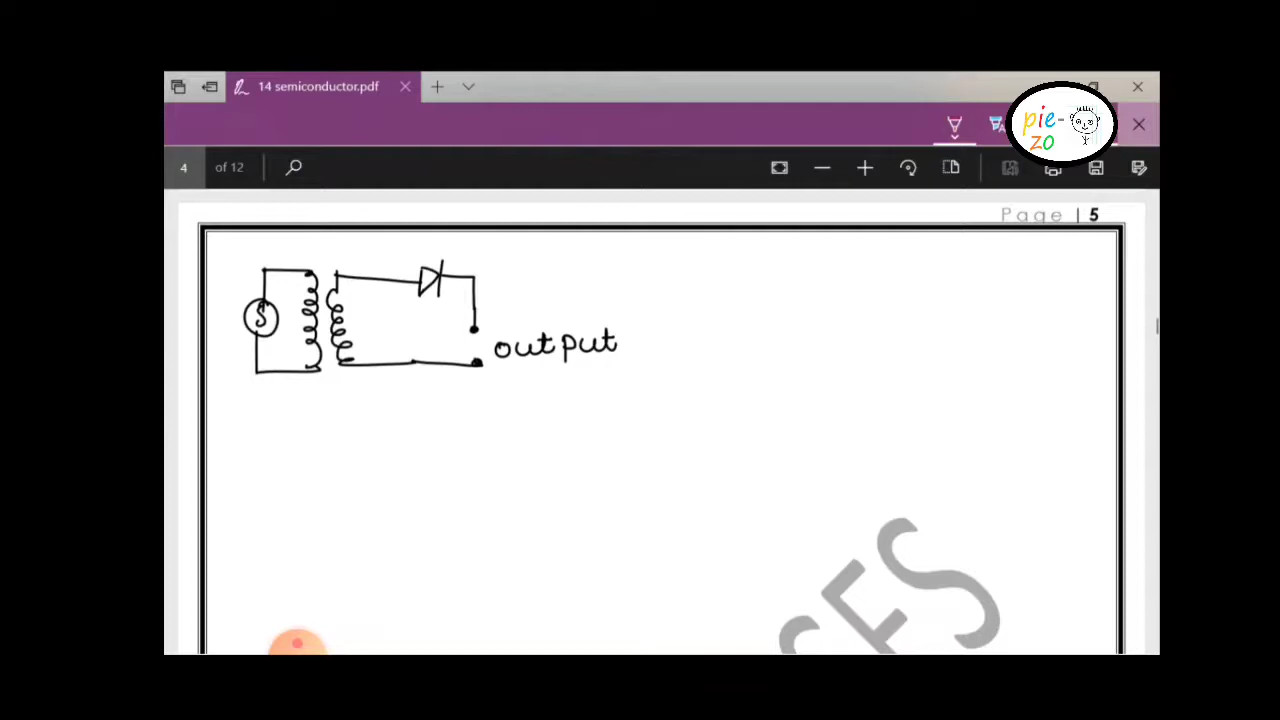 14 semiconductor.pdf
pie-
zo
4 of 12
Page | 5
S
output